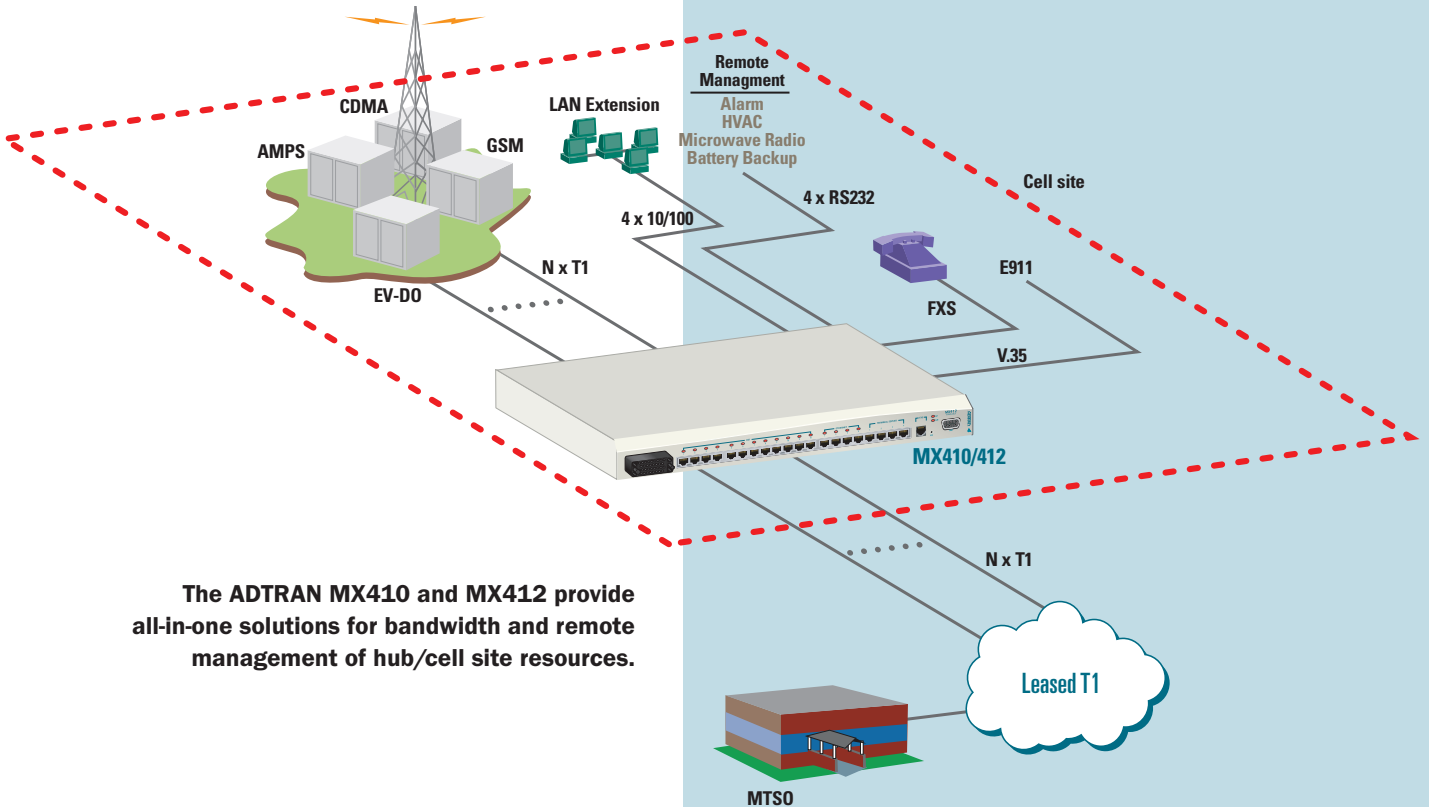 Remote
Managment
Alarm
HVAC
Microwave Radio
Battery Backup
LAN Extension
CDMA
AMPS
GSM
EV-DO
N x T1
4 x 10/100
4 x RS232
Cell site
E911
FXS
V.35
MX410/412
N x T1
The ADTRAN MX410 and MX412 provide
all-in-one solutions for bandwidth and remote
management of hub/cell site resources.
Leased T1
MTSO